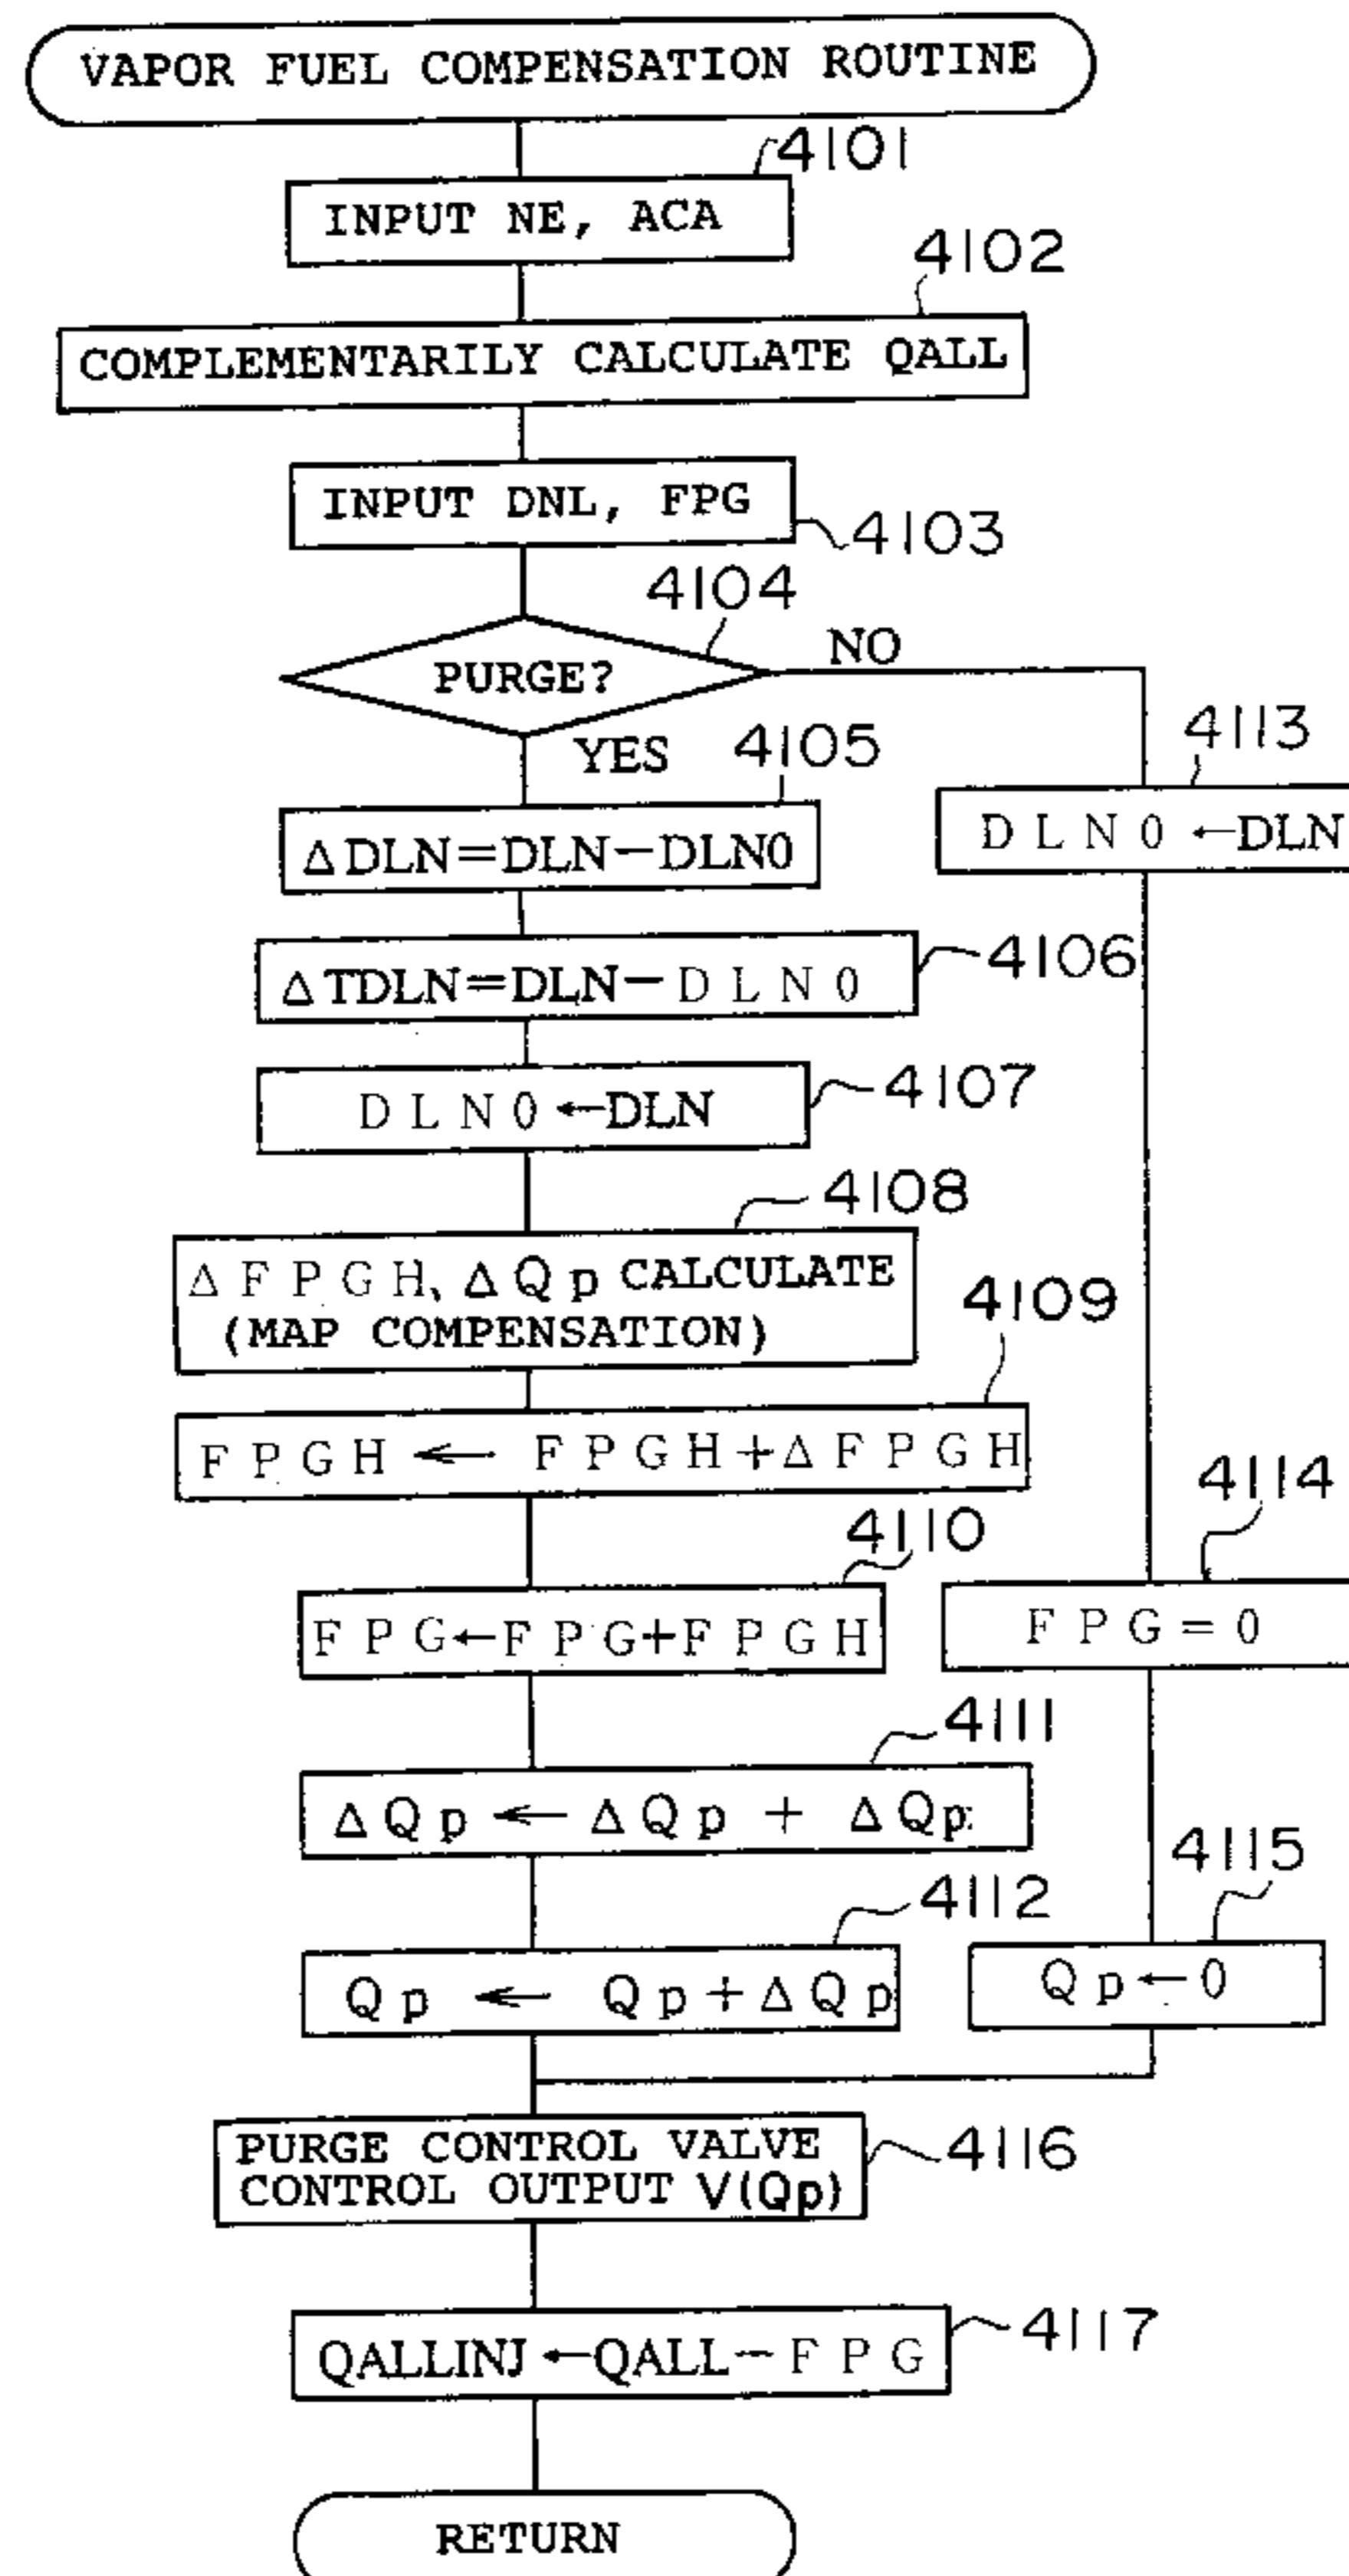 VAPOR FUEL COMPENSATION ROUTINE
4101
INPUT NE, ACA
4102
COMPLEMENTARILY CALCULATE QALL
INPUT DNL, FPG
4103
4104
PURGE?
NO
YES
4105
4113
ΔDLN=DLN−DLN0
DLN0←DLN
ΔTDLN=DLN−DLN0
4106
DLN0←DLN
4107
4108
ΔFPGH、ΔQp CALCULATE
(MAP COMPENSATION)
4109
FPGH ← FPGH+ΔFPGH
4114
4110
FPG←FPG+FPGH
FPG=0
4111
ΔQp ← ΔQp + ΔQp
4115
4112
Qp ← Qp+ΔQp
Qp←0
PURGE CONTROL VALVE
CONTROL OUTPUT V(Qp)
4116
QALLINJ←QALL−FPG
4117
RETURN